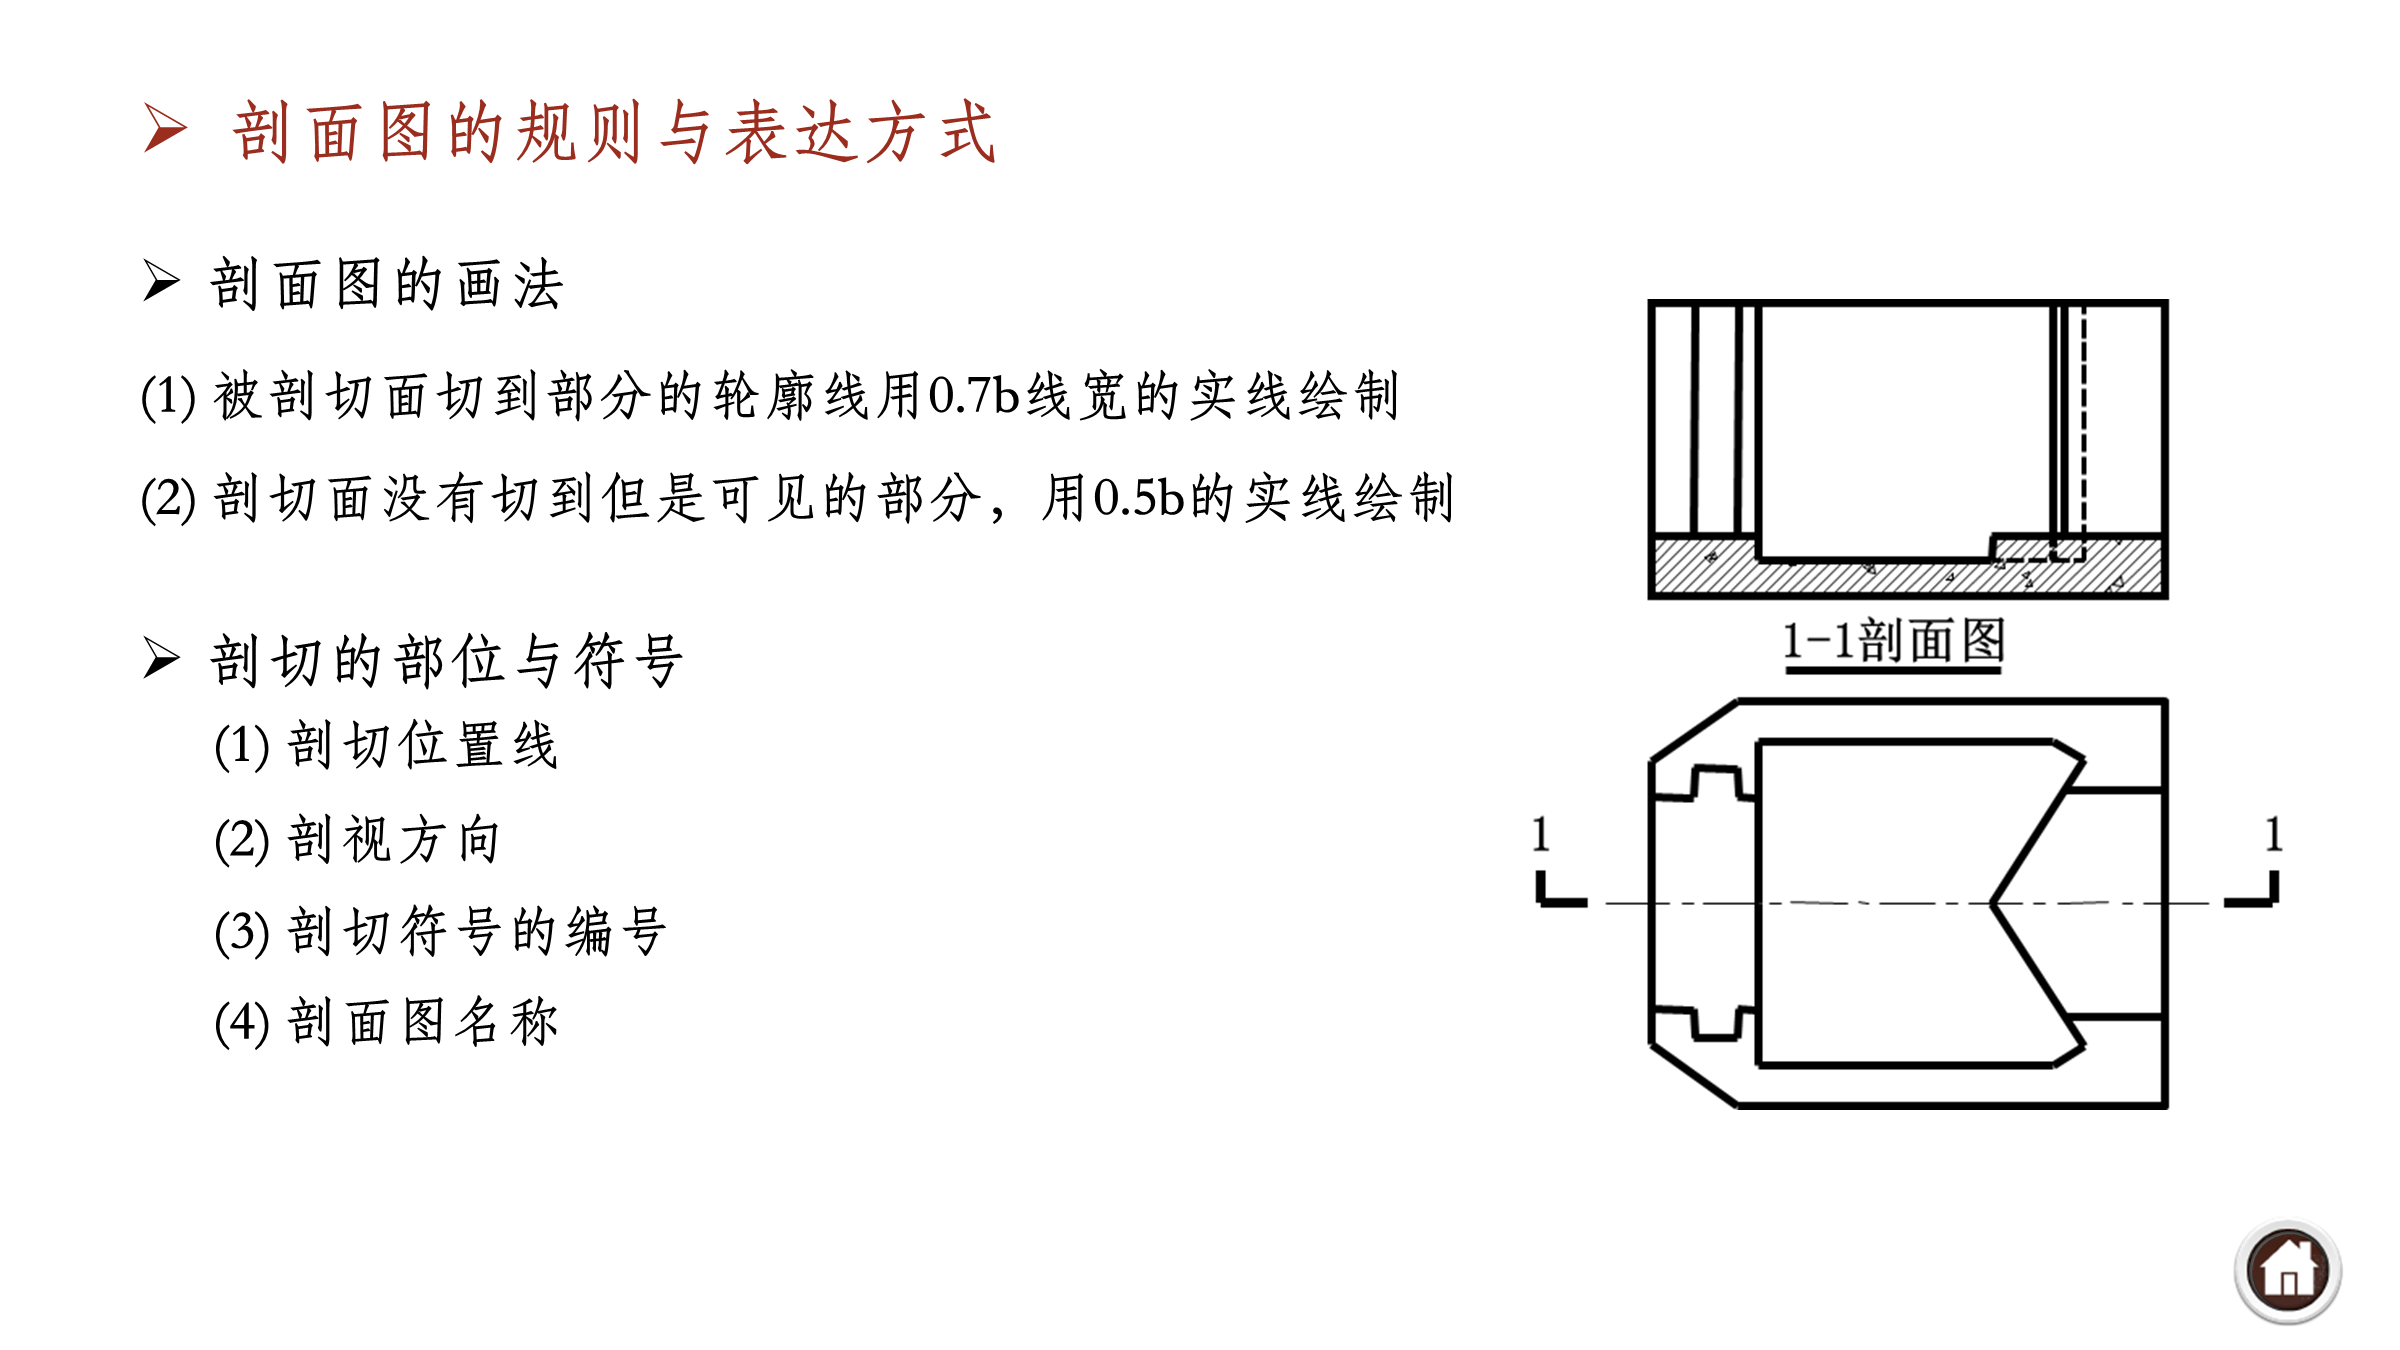 剖面图的规则与表达方式
剖面图的画法
(1) 被剖切面切到部分的轮廓线用0.7b线宽的实线绘制
(2) 剖切面没有切到但是可见的部分，用0.5b的实线绘制
剖切的部位与符号
(1) 剖切位置线
(2) 剖视方向
(3) 剖切符号的编号
(4) 剖面图名称
1-1剖面图
1 1